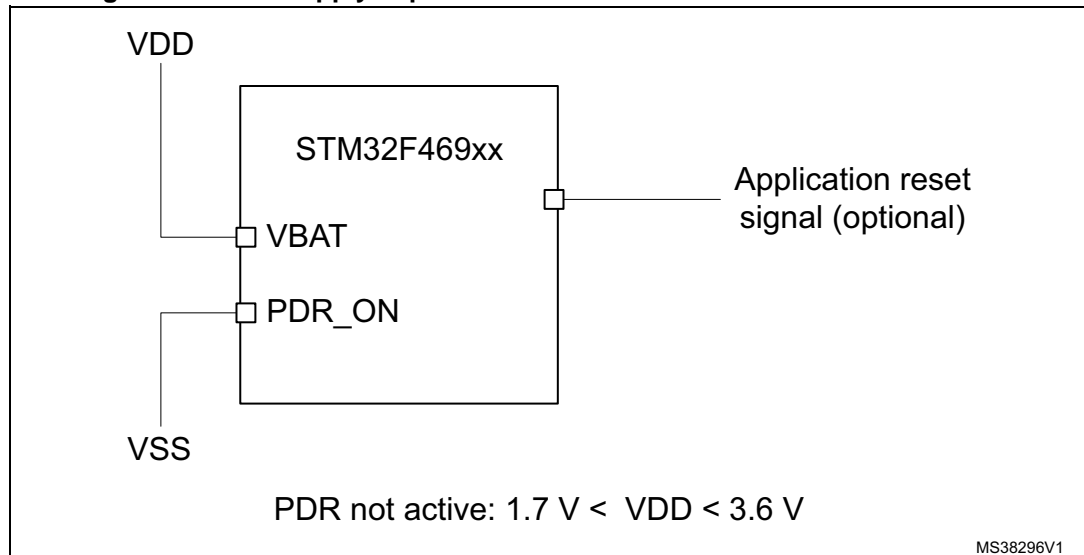 VDD
STM32F469xx
Application reset
signal (optional)
VBAT
PDR_ON
VSS
PDR not active: 1.7 V < VDD < 3.6 V
MS38296V1